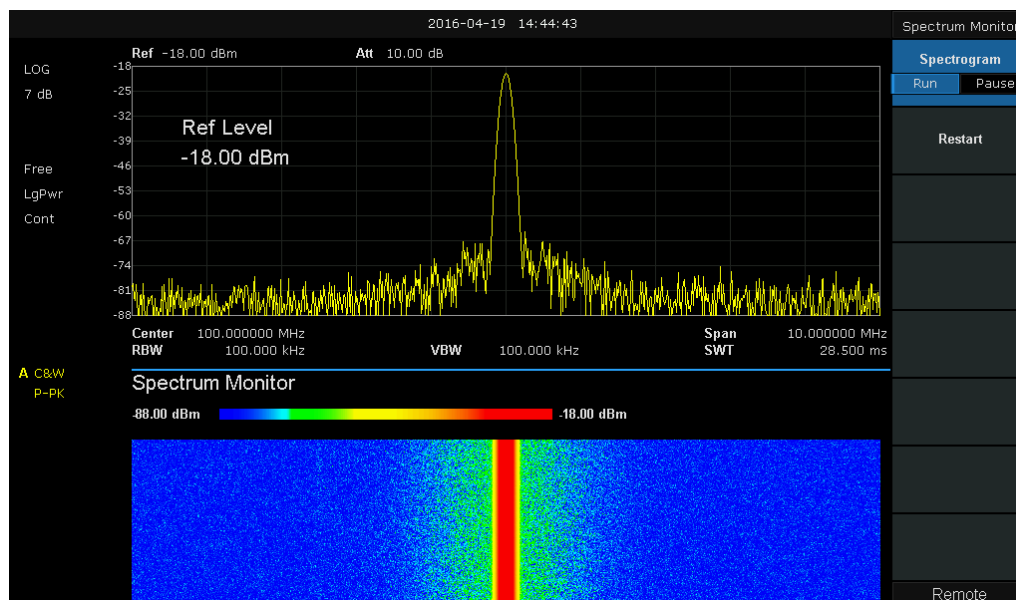 2016-04-19 14:44:43
Spectrum Monitor
Ref -18.00 dBm Att 10.00 dB
LOG
7 dB
Free
LgPwr
Cont
A C&W
P-PK
-18
-25
-32
-39
-46
-53
-60
-67
-74
-81
-88
Ref Level
-18.00 dBm
Center 100.000000 MHz Span 10.000000 MHz
RBW 100.000 kHz VBW 100.000 kHz SWT 28.500 ms
Spectrum Monitor
-88.00 dBm -18.00 dBm
Spectrogram
Run Pause
Restart
Remote